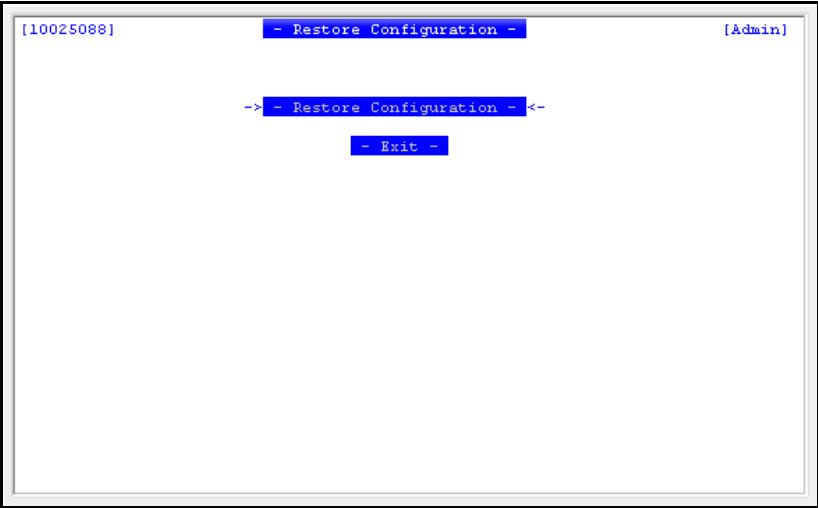 [10025088] - Restore Configuration - [Admin]
-> - Restore Configuration - <-
- Exit -